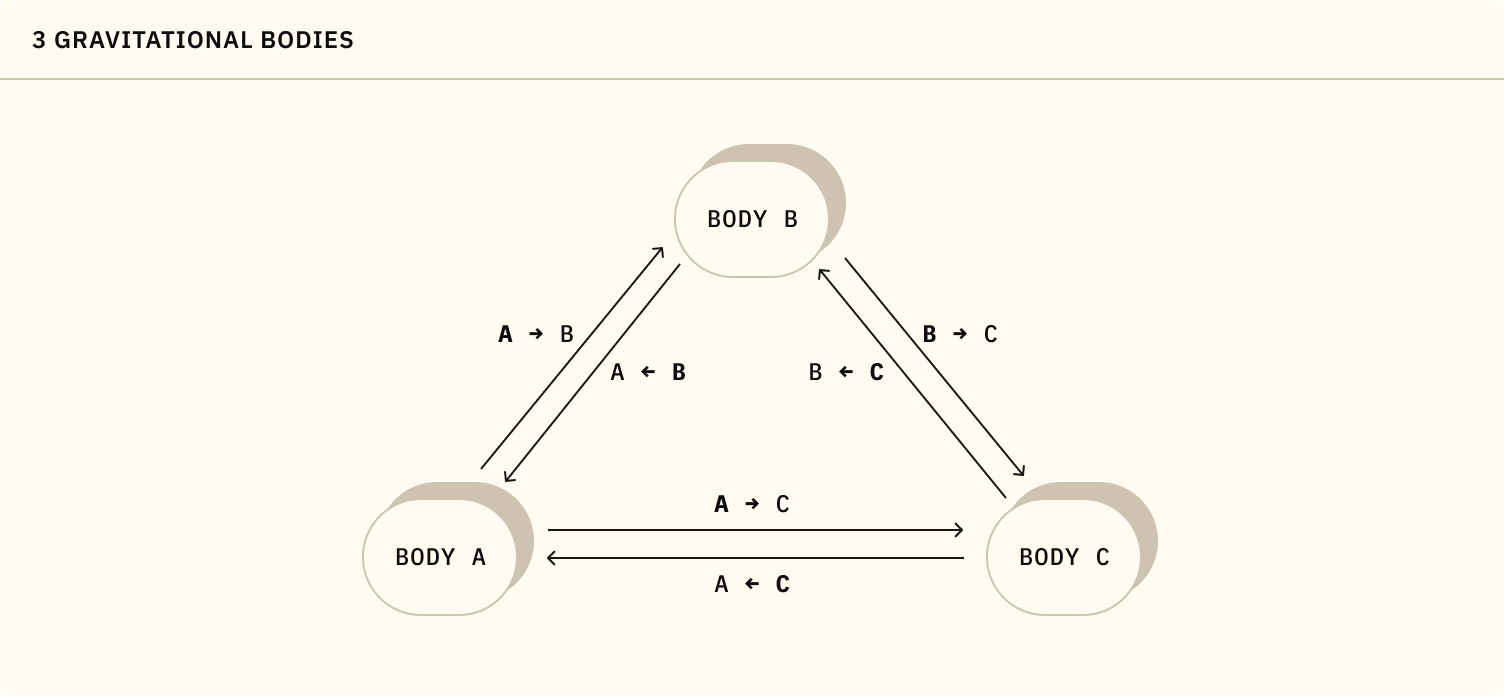 3 GRAVITATIONAL BODIES
BODY B
A → B
B → C
A ← B
B ← C
A → C
BODY A
BODY C
A ← C